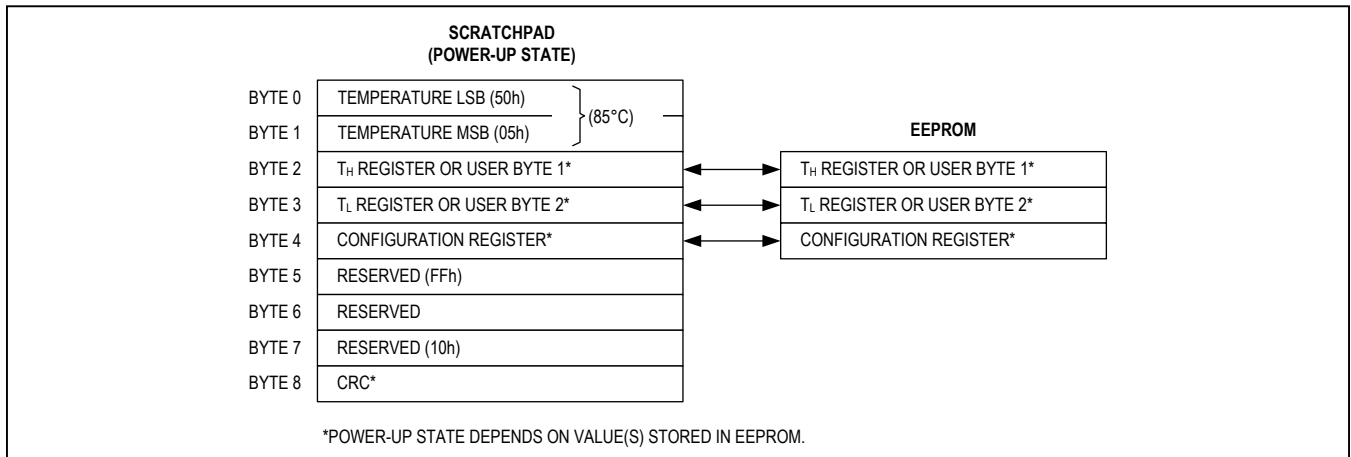 SCRATCHPAD
(POWER-UP STATE)
BYTE 0 TEMPERATURE LSB (50h)
(85°C)
BYTE 1 TEMPERATURE MSB (05h)
EEPROM
BYTE 2 TH REGISTER OR USER BYTE 1* TH REGISTER OR USER BYTE 1*
BYTE 3 TL REGISTER OR USER BYTE 2* TL REGISTER OR USER BYTE 2*
BYTE 4 CONFIGURATION REGISTER* CONFIGURATION REGISTER*
BYTE 5 RESERVED (FFh)
BYTE 6 RESERVED
BYTE 7 RESERVED (10h)
BYTE 8 CRC*
*POWER-UP STATE DEPENDS ON VALUE(S) STORED IN EEPROM.